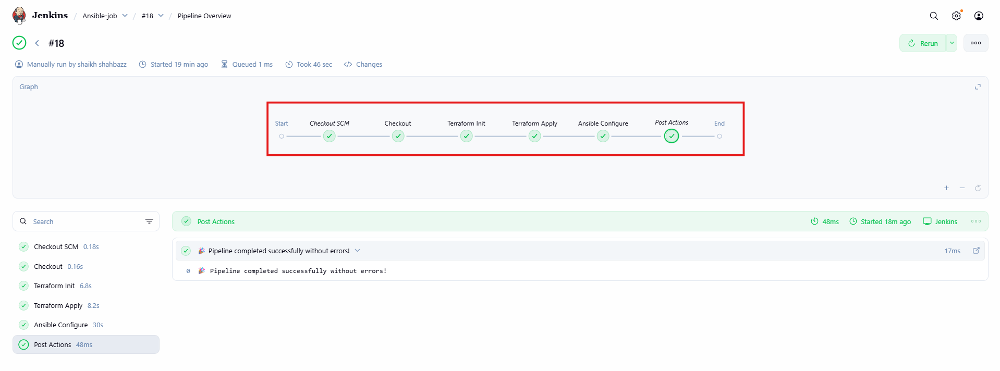 Jenkins / Ansible-job / #18 / Pipeline Overview
#18
Rerun
Manually run by shaikh shahbazz Started 19 min ago Queued 1 ms Took 46 sec Changes
Graph
Start Checkout SCM Checkout Terraform Init Terraform Apply Ansible Configure Post Actions End
Search
Checkout SCM 0.18s
Checkout 0.16s
Terraform Init 6.8s
Terraform Apply 8.2s
Ansible Configure 30s
Post Actions 48ms
Post Actions 48ms Started 18m ago Jenkins
🎉 Pipeline completed successfully without errors! 17ms
0 🎉 Pipeline completed successfully without errors!